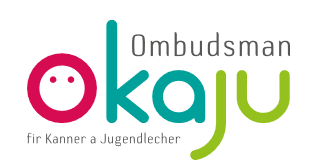 Ombudsman
Okaju
fir Kanner a Jugendlecher